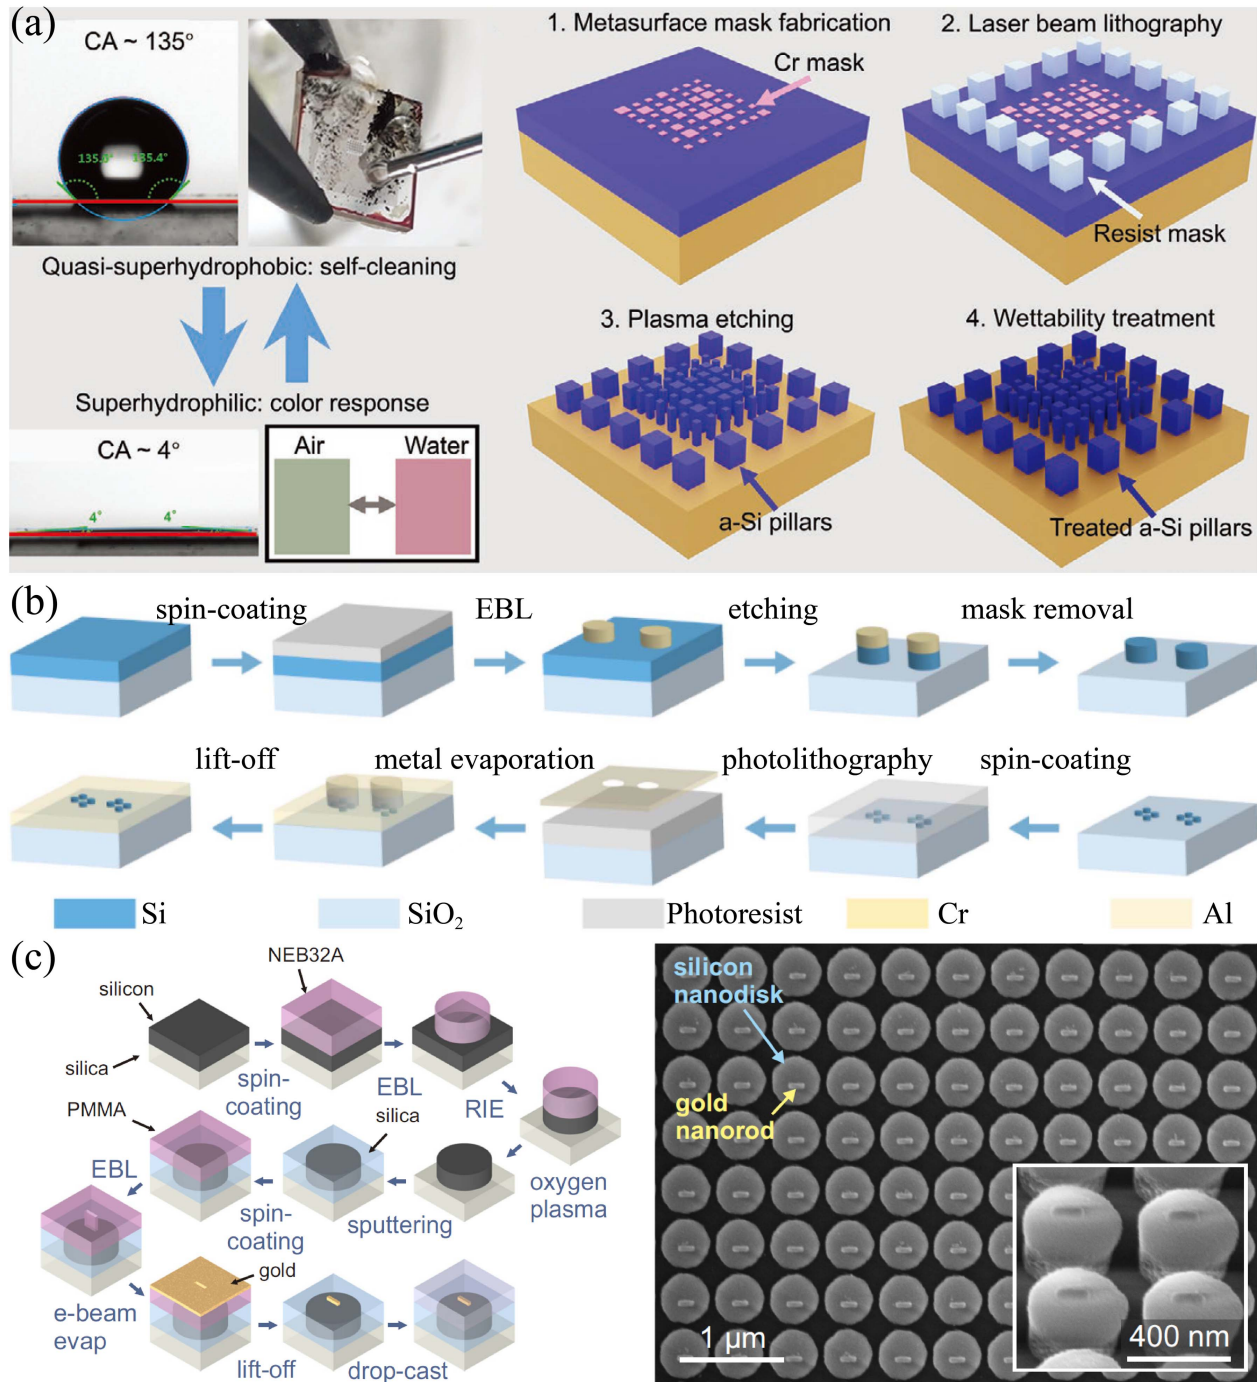 (a)
CA ~ 135°
135.4°
Quasi-superhydrophobic: self-cleaning
Superhydrophilic: color response
CA ~ 4°
4°
4°
Air
Water
1. Metasurface mask fabrication
Cr mask
2. Laser beam lithography
Resist mask
3. Plasma etching
a-Si pillars
4. Wettability treatment
Treated a-Si pillars
(b)
spin-coating
EBL
etching
mask removal
lift-off
metal evaporation
photolithography
spin-coating
Si
SiO₂
Photoresist
Cr
Al
(c)
silicon
silica
NEB32A
spin-
coating
EBL
RIE
oxygen
plasma
silica
sputtering
PMMA
spin-
coating
EBL
e-beam
evap
gold
lift-off
drop-cast
silicon
nanodisk
gold
nanorod
1 μm
400 nm